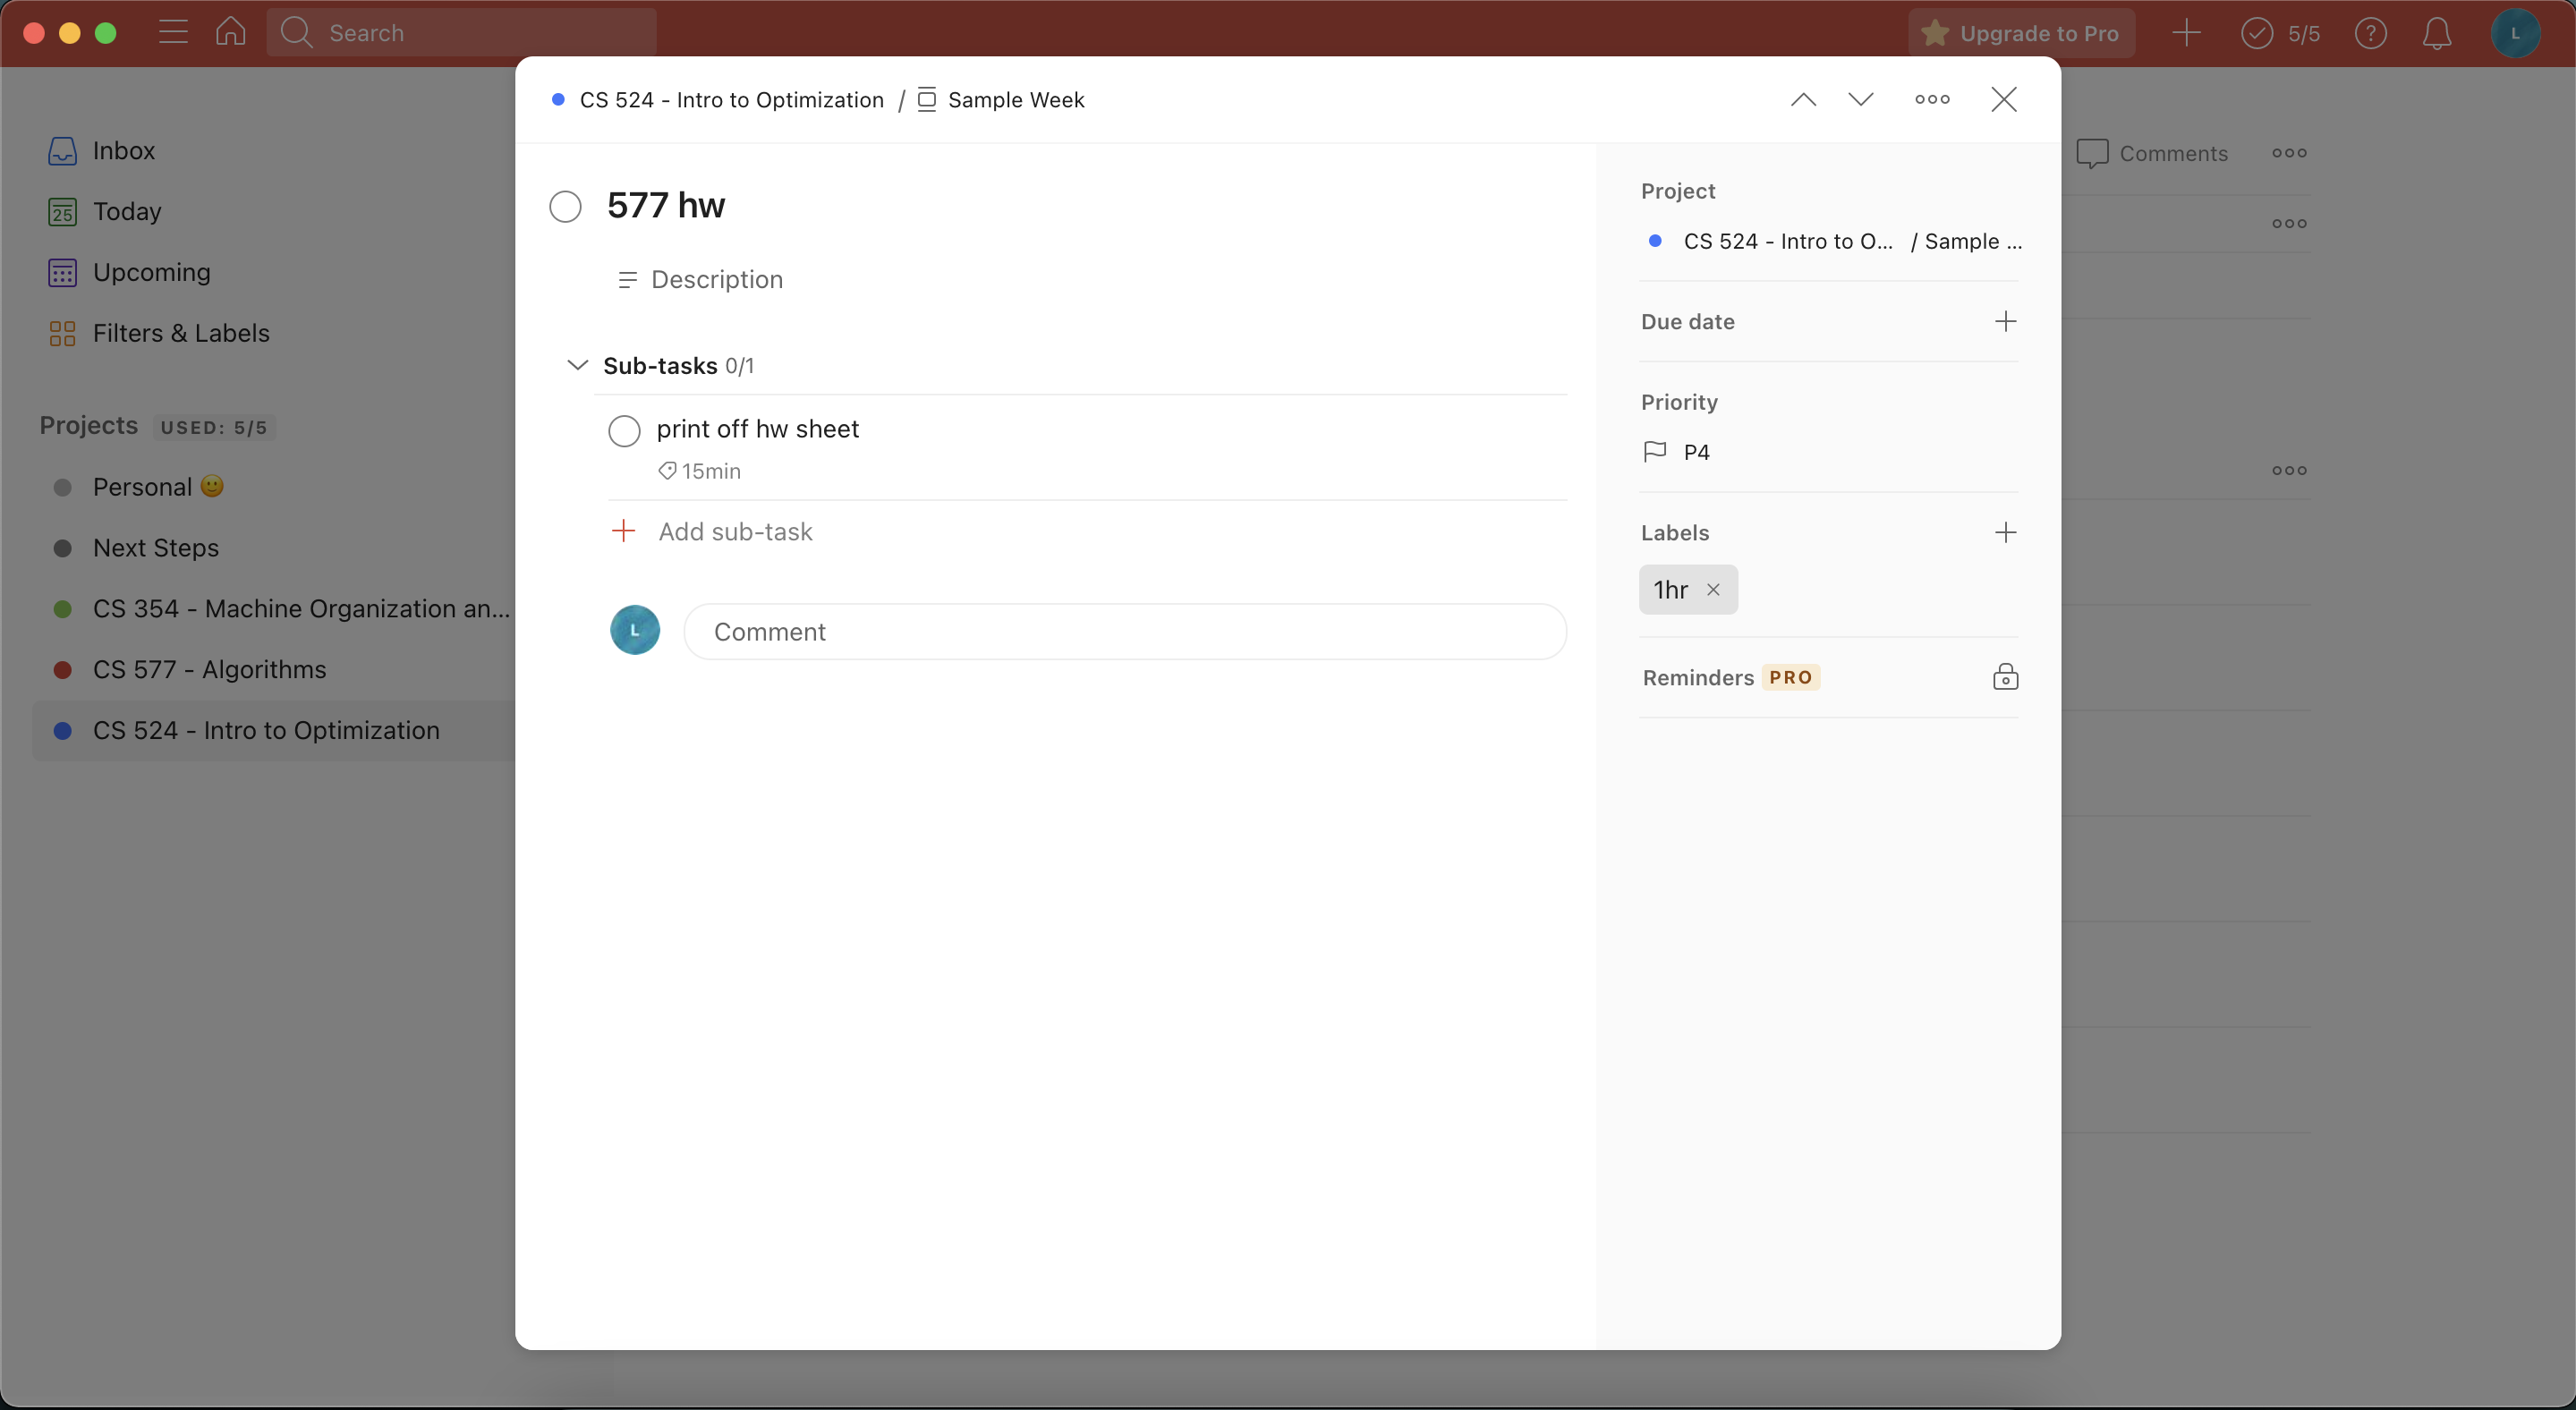 Search
Upgrade to Pro
5/5
L
Inbox
25
Today
Upcoming
Filters & Labels
Projects USED: 5/5
Personal 🙂
Next Steps
CS 354 - Machine Organization an...
CS 577 - Algorithms
CS 524 - Intro to Optimization
CS 524 - Intro to Optimization / Sample Week
577 hw
Description
Sub-tasks 0/1
print off hw sheet
15min
Add sub-task
L
Comment
Project
CS 524 - Intro to O... / Sample ...
Due date
Priority
P4
Labels
1hr
Reminders PRO
Comments